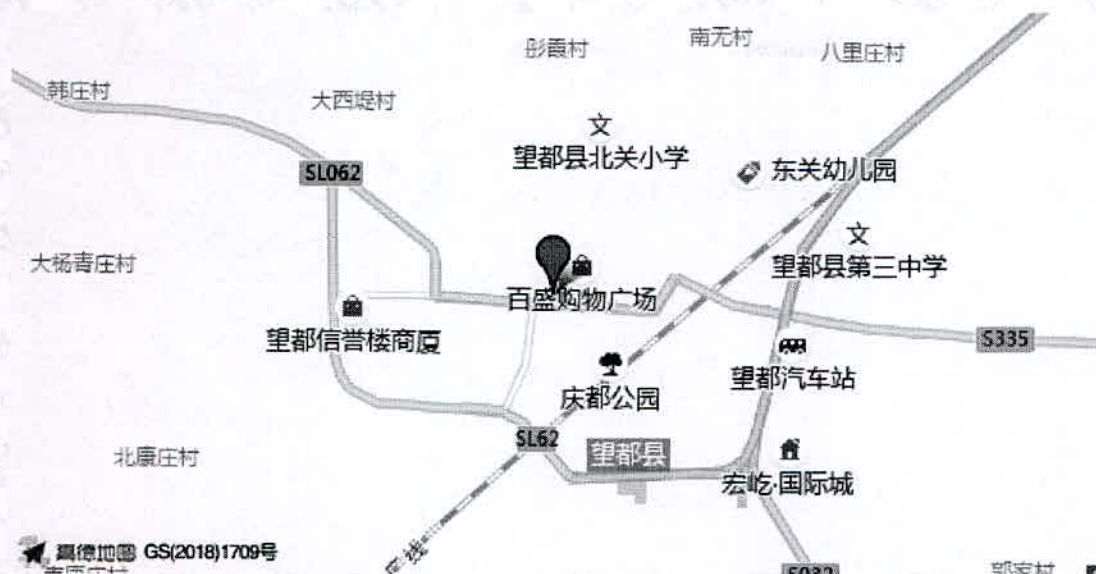 南无村
彤霞村
八里庄村
韩庄村
大西堤村
文
望都县北关小学
SL062
东关幼儿园
文
望都县第三中学
大杨青庄村
百盛购物广场
望都信誉楼商厦
S335
望都汽车站
庆都公园
SL62
望都县
北康庄村
宏屹·国际城
高德地图 GS(2018)1709号